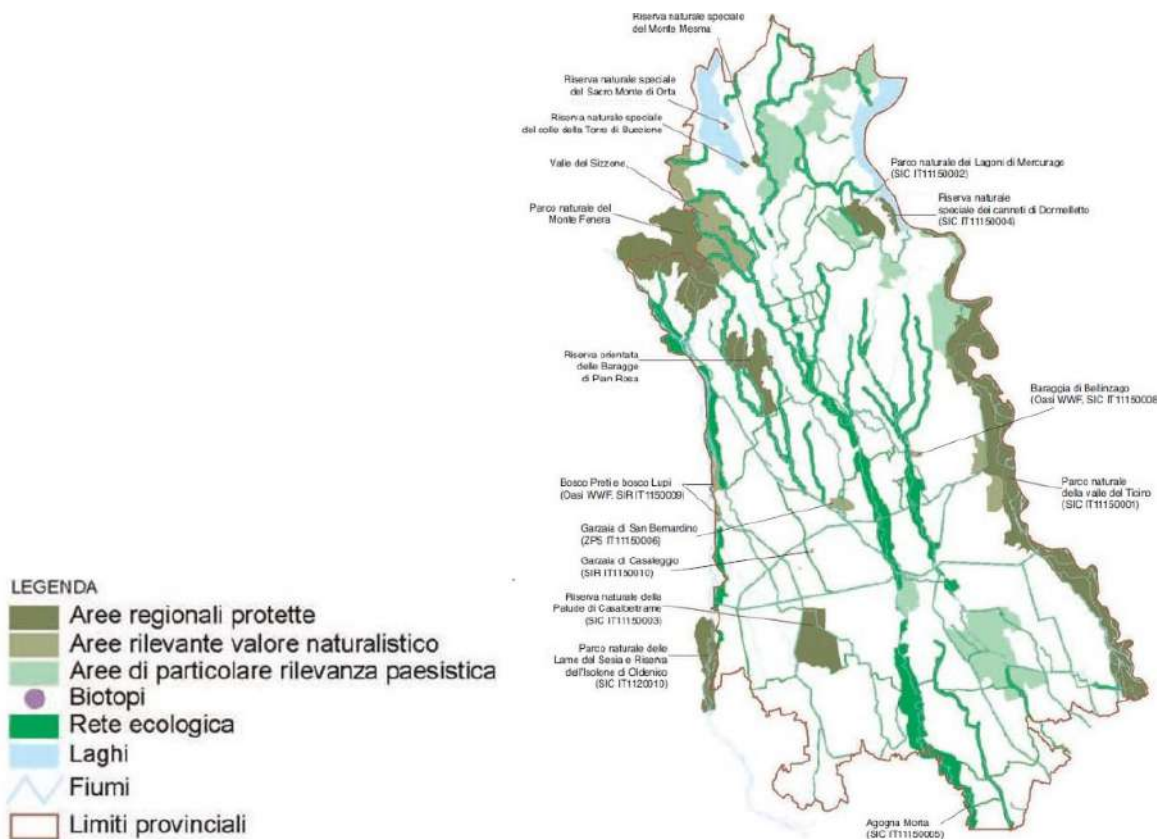 Riserva naturale speciale
del Monte Mesma
Riserva naturale speciale
del Sacro Monte di Orta
Riserva naturale speciale
del colle della Torre di Buccione
Valle del Sizzone
Parco naturale del
Monte Fenera
Parco naturale dei Lagoni di Mercurago
(SIC IT11150002)
Riserva naturale
speciale dei canneti di Dormelletto
(SIC IT11150004)
Riserva orientata
delle Baragge
di Pian Rosa
Baraggia di Bellinzago
(Oasi WWF, SIC IT11150008
Bosco Preti e bosco Lupi
(Oasi WWF, SIR IT1150009)
Parco naturale
della valle del Ticino
(SIC IT1150001)
Garzaia di San Bernardino
(ZPS IT1150006)
Garzaia di Casaleggio
(SIR IT1150010)
Riserva naturale della
Palude di Casalbeltrame
(SIC IT11150003)
Parco naturale delle
Lame del Sesia e Riserva
dell'Isolone di Oldenico
(SIC IT1120010)
Agogna Morta
(SIC IT11150005)
LEGENDA
Aree regionali protette
Aree rilevante valore naturalistico
Aree di particolare rilevanza paesistica
Biotopi
Rete ecologica
Laghi
Fiumi
Limiti provinciali